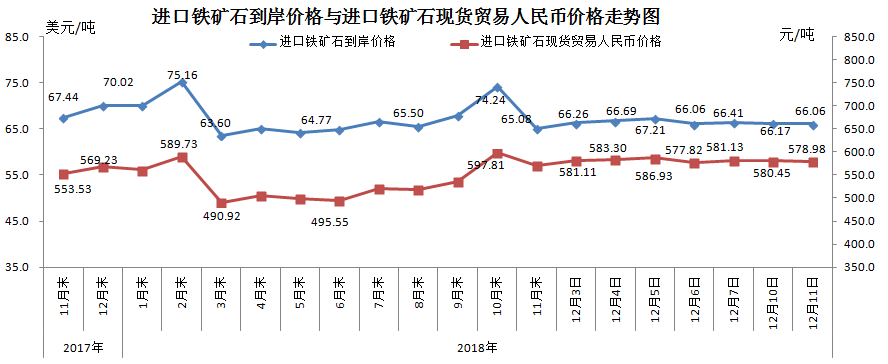 进口铁矿石到岸价格与进口铁矿石现货贸易人民币价格走势图
美元/吨
元/吨
进口铁矿石到岸价格 进口铁矿石现货贸易人民币价格
85.0
75.0
65.0
55.0
45.0
35.0
850.0
800.0
750.0
700.0
650.0
600.0
550.0
500.0
450.0
400.0
350.0
67.44 70.02 75.16 63.60 64.77 65.50 74.24 65.08 66.26 66.69 67.21 66.06 66.41 66.17 66.06
553.53 569.23 589.73 490.92 495.55 597.81 581.11 583.30 586.93 577.82 581.13 580.45 578.98
11月末 12月末 1月末 2月末 3月末 4月末 5月末 6月末 7月末 8月末 9月末 10月末 11月末 12月3日 12月4日 12月5日 12月6日 12月7日 12月10日 12月11日
2017年 2018年